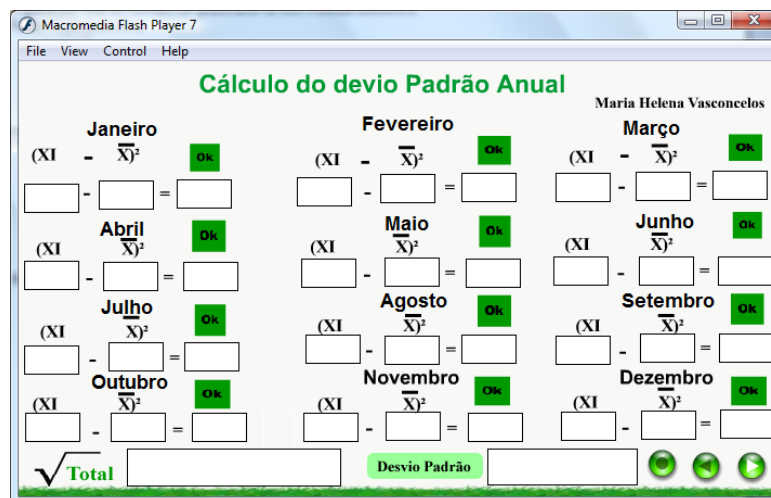 Macromedia Flash Player 7
File View Control Help
Cálculo do devio Padrão Anual
Maria Helena Vasconcelos
Janeiro Fevereiro Março
(XI - X)² Ok (XI - X)² Ok (XI - X)² Ok
- = - = - =
Abril Maio Junho
(XI X)² Ok (XI X)² Ok (XI X)² Ok
- = - = - =
Julho Agosto Setembro
(XI X)² Ok (XI X)² Ok (XI X)² Ok
- = - = - =
Outubro Novembro Dezembro
(XI X)² Ok (XI X)² Ok (XI X)² Ok
- = - = - =
√Total Desvio Padrão